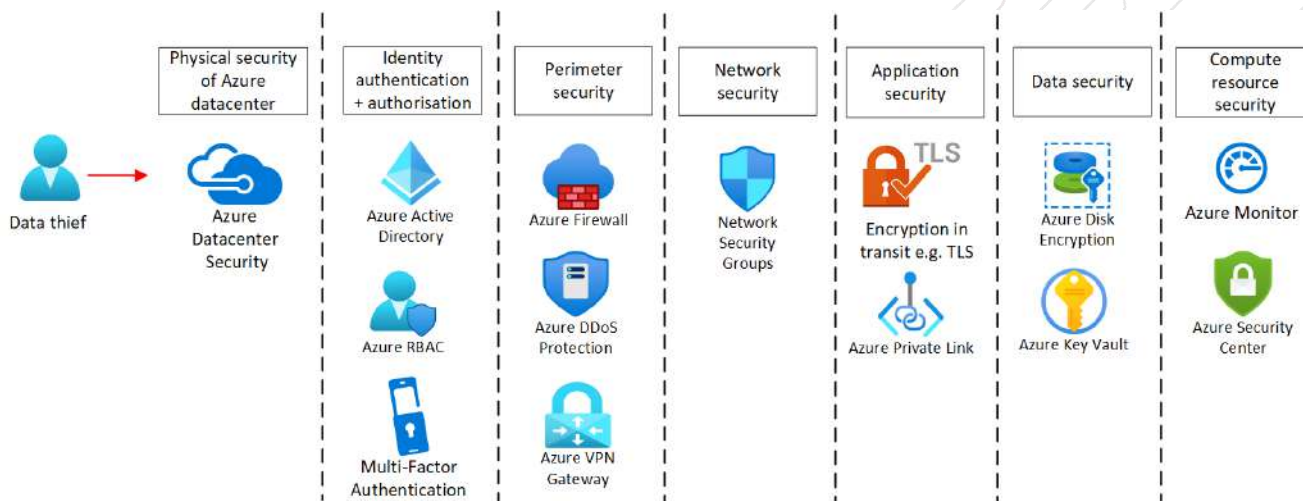 Physical security
of Azure
datacenter
Identity
authentication
+ authorisation
Perimeter
security
Network
security
Application
security
Data security
Compute
resource
security
Data thief
Azure
Datacenter
Security
Azure Active
Directory
Azure RBAC
Multi-Factor
Authentication
Azure Firewall
Azure DDoS
Protection
Azure VPN
Gateway
Network
Security
Groups
TLS
Encryption in
transit e.g. TLS
Azure Private Link
Azure Disk
Encryption
Azure Key Vault
Azure Monitor
Azure Security
Center